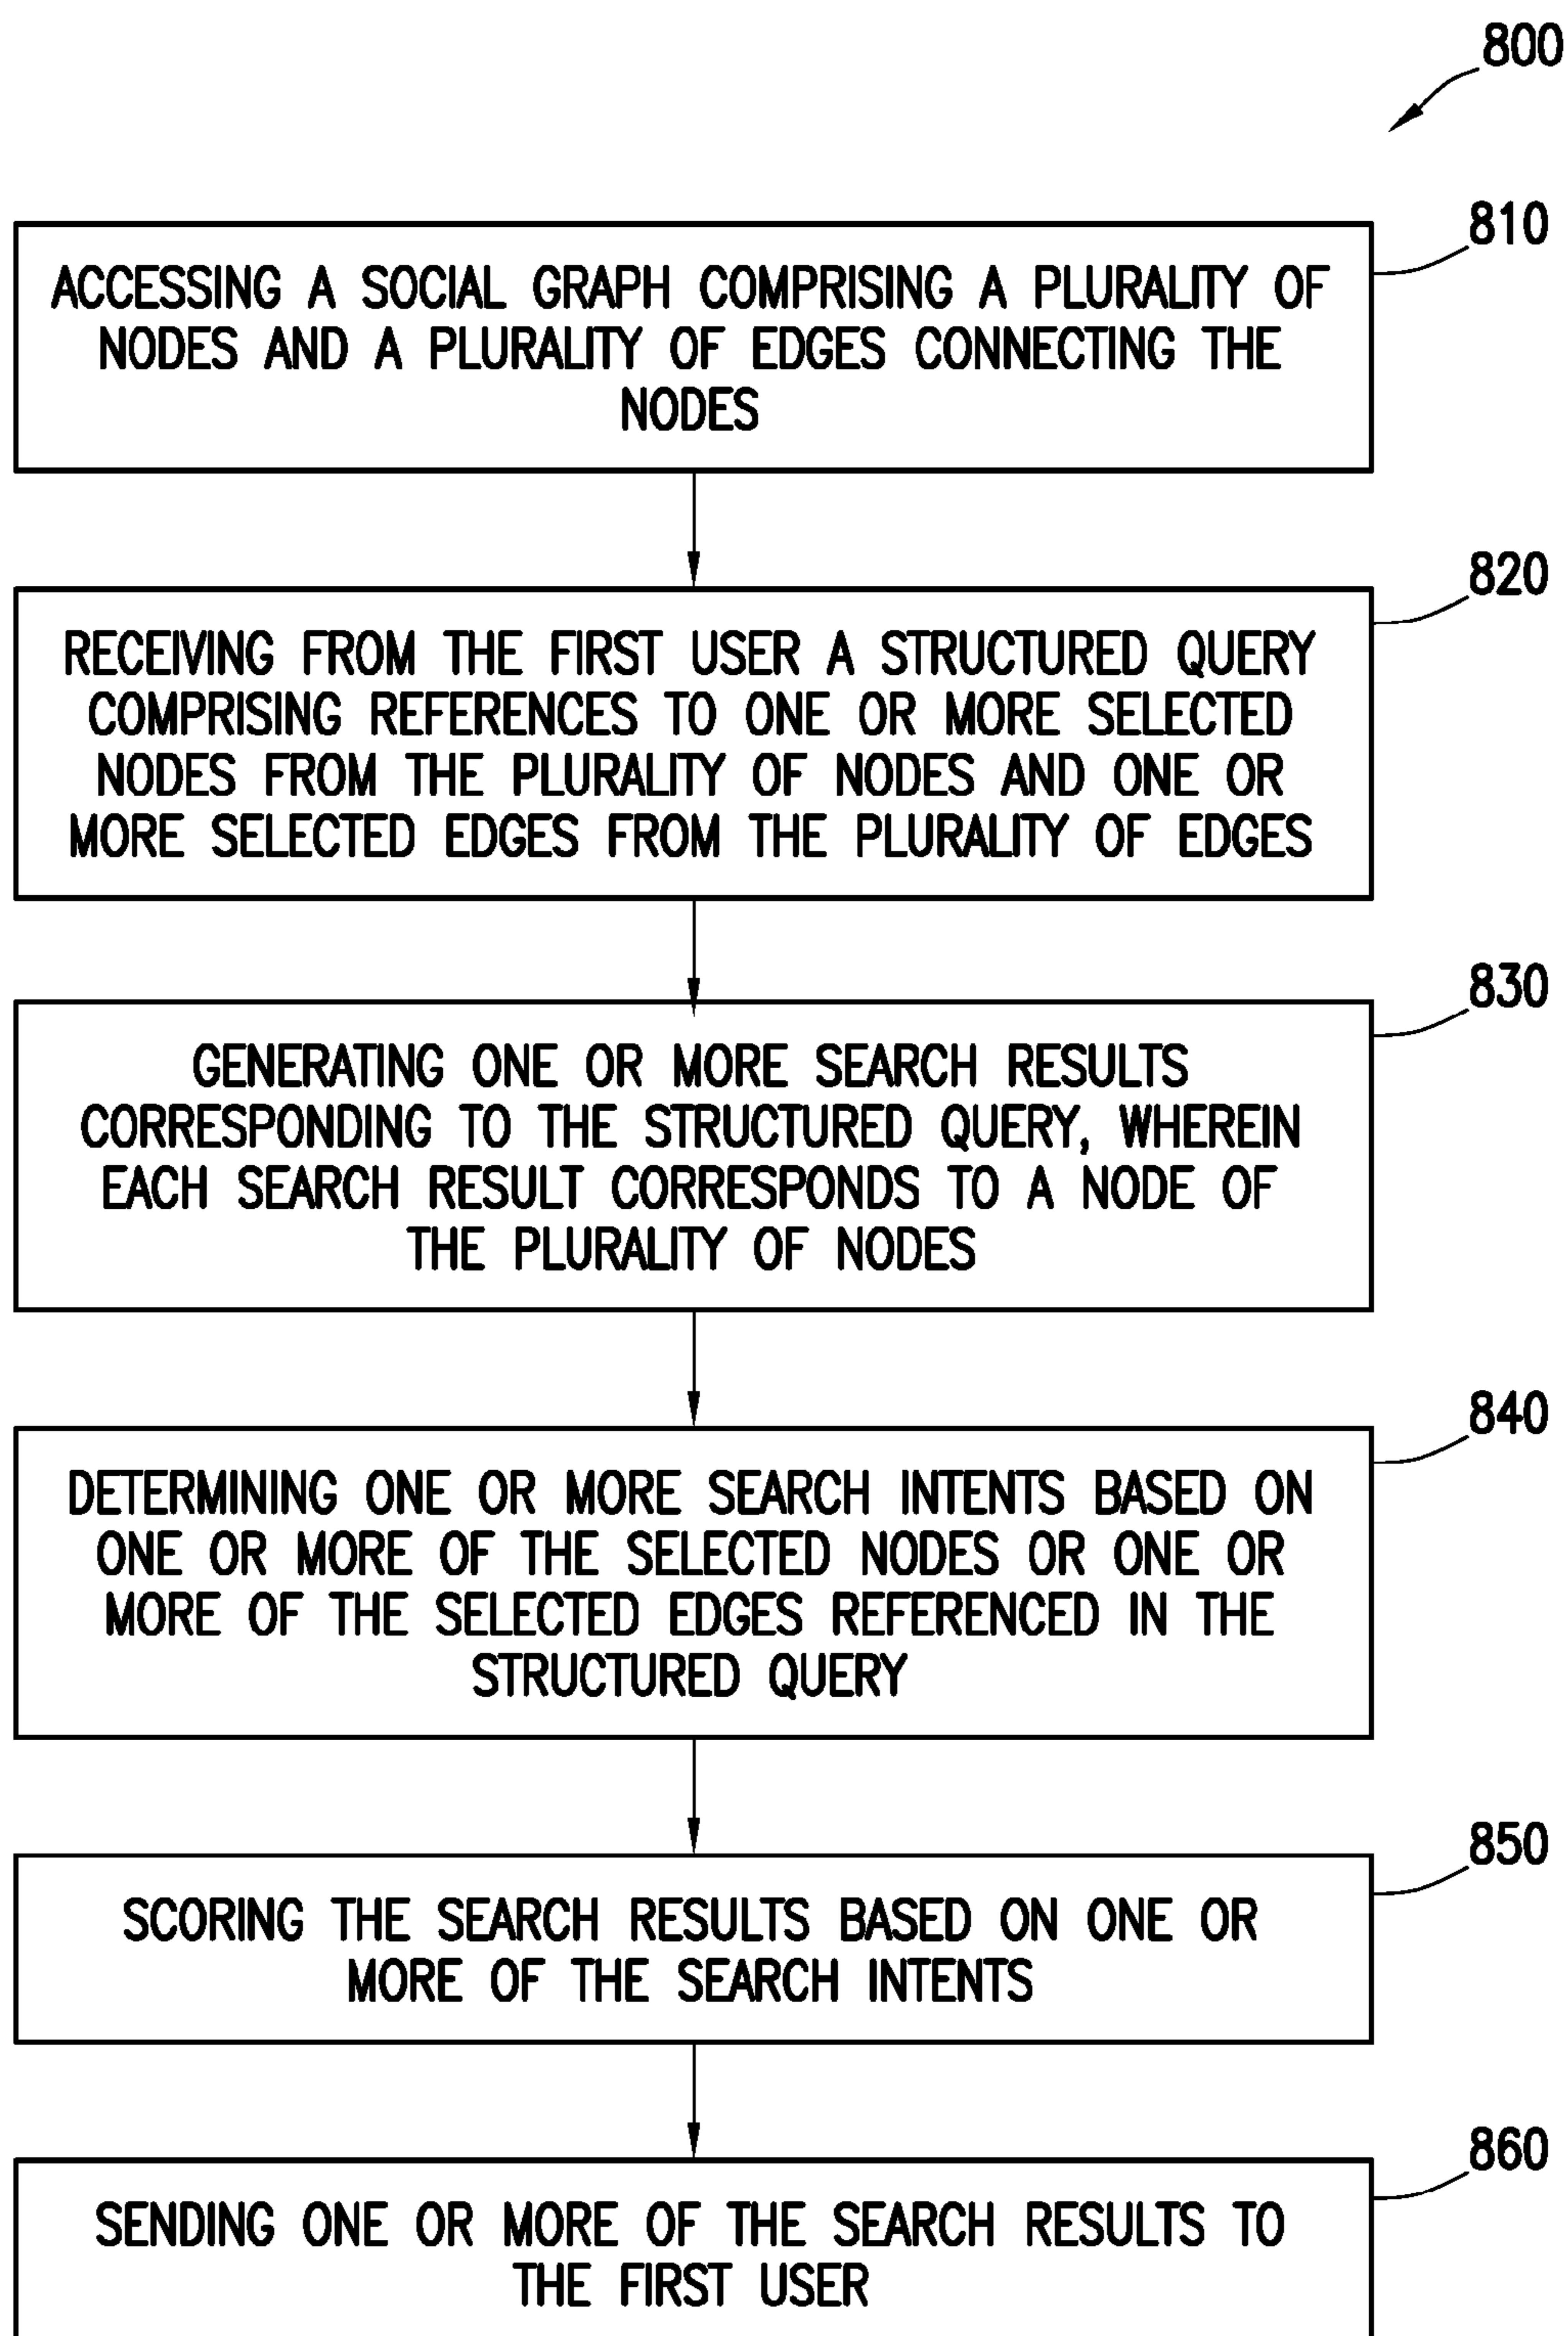 800
810
ACCESSING A SOCIAL GRAPH COMPRISING A PLURALITY OF
NODES AND A PLURALITY OF EDGES CONNECTING THE
NODES
820
RECEIVING FROM THE FIRST USER A STRUCTURED QUERY
COMPRISING REFERENCES TO ONE OR MORE SELECTED
NODES FROM THE PLURALITY OF NODES AND ONE OR
MORE SELECTED EDGES FROM THE PLURALITY OF EDGES
830
GENERATING ONE OR MORE SEARCH RESULTS
CORRESPONDING TO THE STRUCTURED QUERY, WHEREIN
EACH SEARCH RESULT CORRESPONDS TO A NODE OF
THE PLURALITY OF NODES
840
DETERMINING ONE OR MORE SEARCH INTENTS BASED ON
ONE OR MORE OF THE SELECTED NODES OR ONE OR
MORE OF THE SELECTED EDGES REFERENCED IN THE
STRUCTURED QUERY
850
SCORING THE SEARCH RESULTS BASED ON ONE OR
MORE OF THE SEARCH INTENTS
860
SENDING ONE OR MORE OF THE SEARCH RESULTS TO
THE FIRST USER